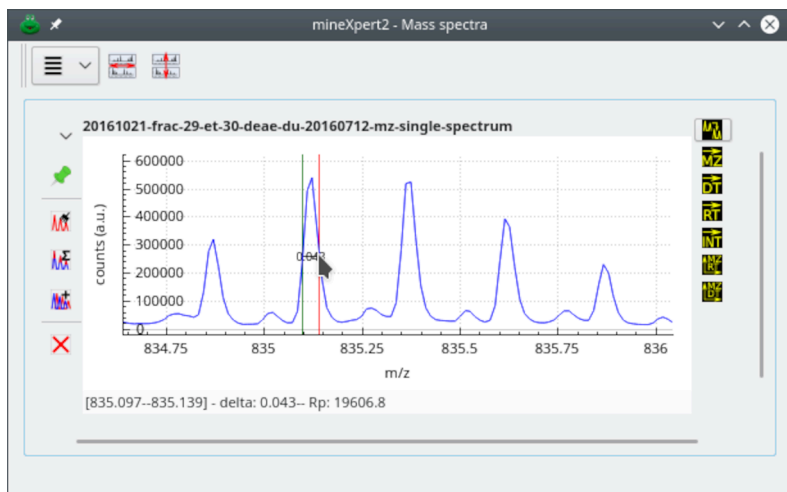 mineXpert2 - Mass spectra
20161021-frac-29-et-30-deae-du-20160712-mz-single-spectrum
MZ
DT
RT
INT
counts (a.u.)
600000
500000
400000
300000
200000
100000
0
0.043
834.75 835 835.25 835.5 835.75 836
m/z
[835.097--835.139] - delta: 0.043-- Rp: 19606.8